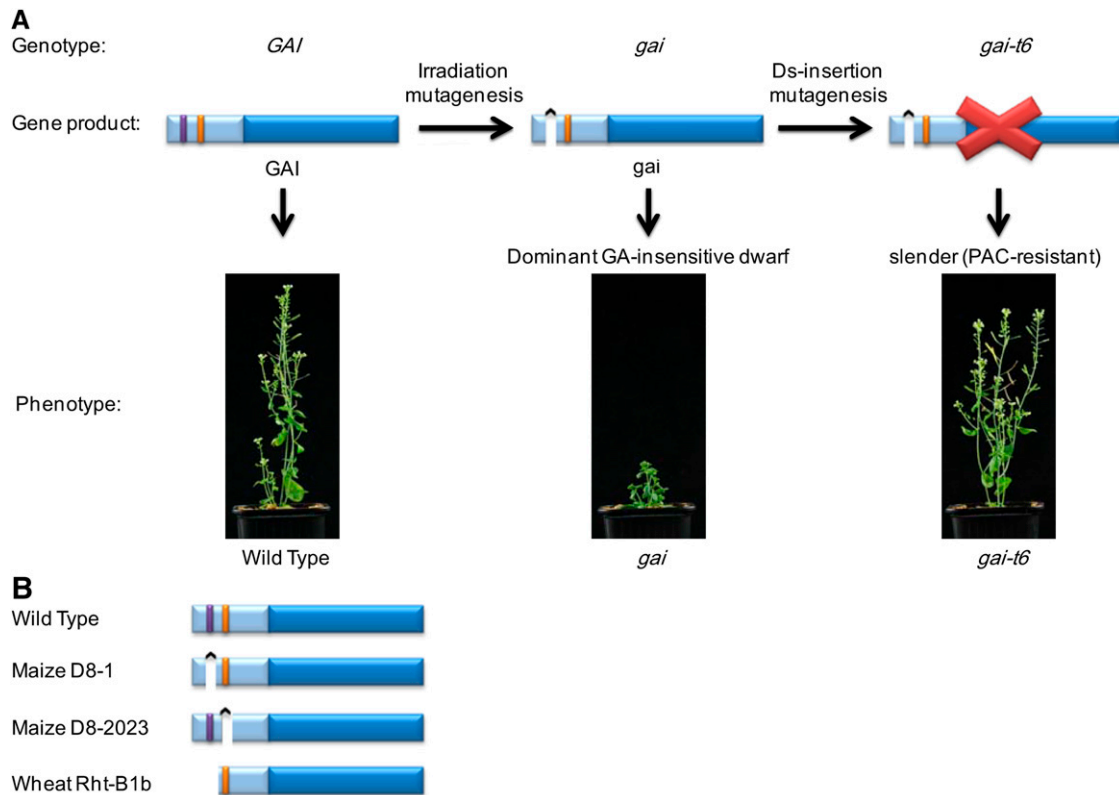 A
Genotype: GAI gai gai-t6
Irradiation mutagenesis
Ds-insertion mutagenesis
Gene product:
GAI gai
Dominant GA-insensitive dwarf slender (PAC-resistant)
Phenotype:
Wild Type gai gai-t6
B
Wild Type
Maize D8-1
Maize D8-2023
Wheat Rht-B1b